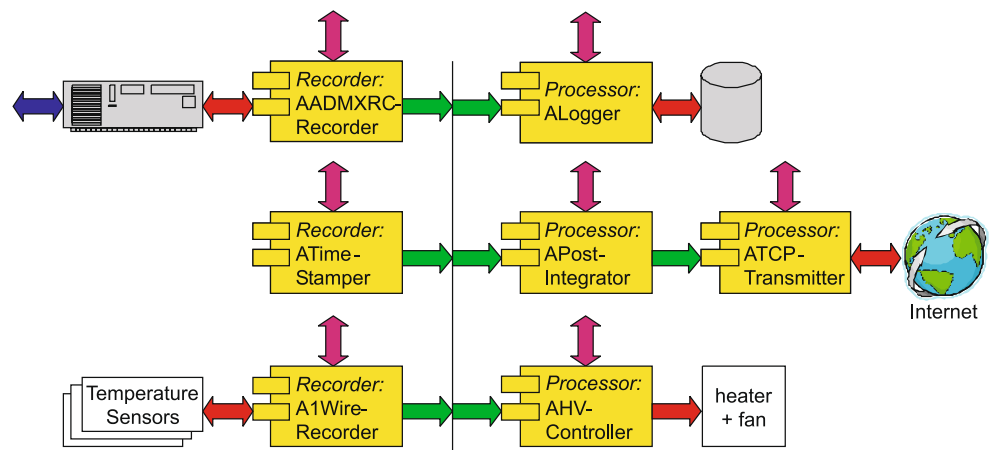 Recorder:
AADMXRC-
Recorder
Processor:
ALogger
Recorder:
ATime-
Stamper
Processor:
APost-
Integrator
Processor:
ATCP-
Transmitter
Internet
Temperature
Sensors
Recorder:
A1Wire-
Recorder
Processor:
AHV-
Controller
heater
+ fan